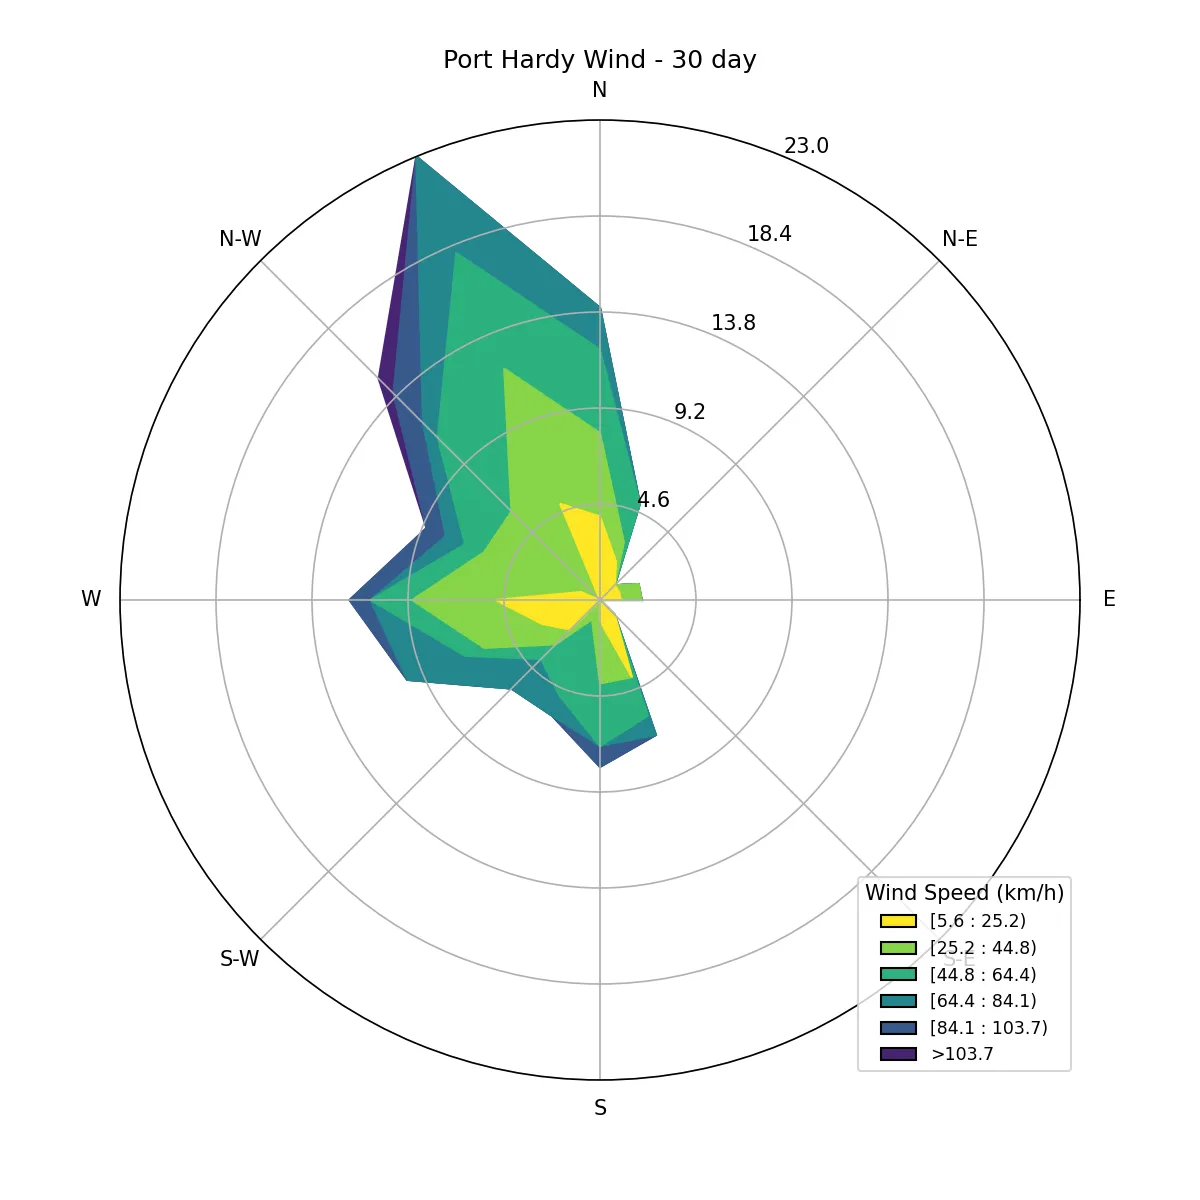 Port Hardy Wind - 30 day
N
23.0
N-W
18.4
N-E
13.8
9.2
4.6
W
E
S-W
S-E
S
Wind Speed (km/h)
[5.6 : 25.2)
[25.2 : 44.8)
[44.8 : 64.4)
[64.4 : 84.1)
[84.1 : 103.7)
>103.7